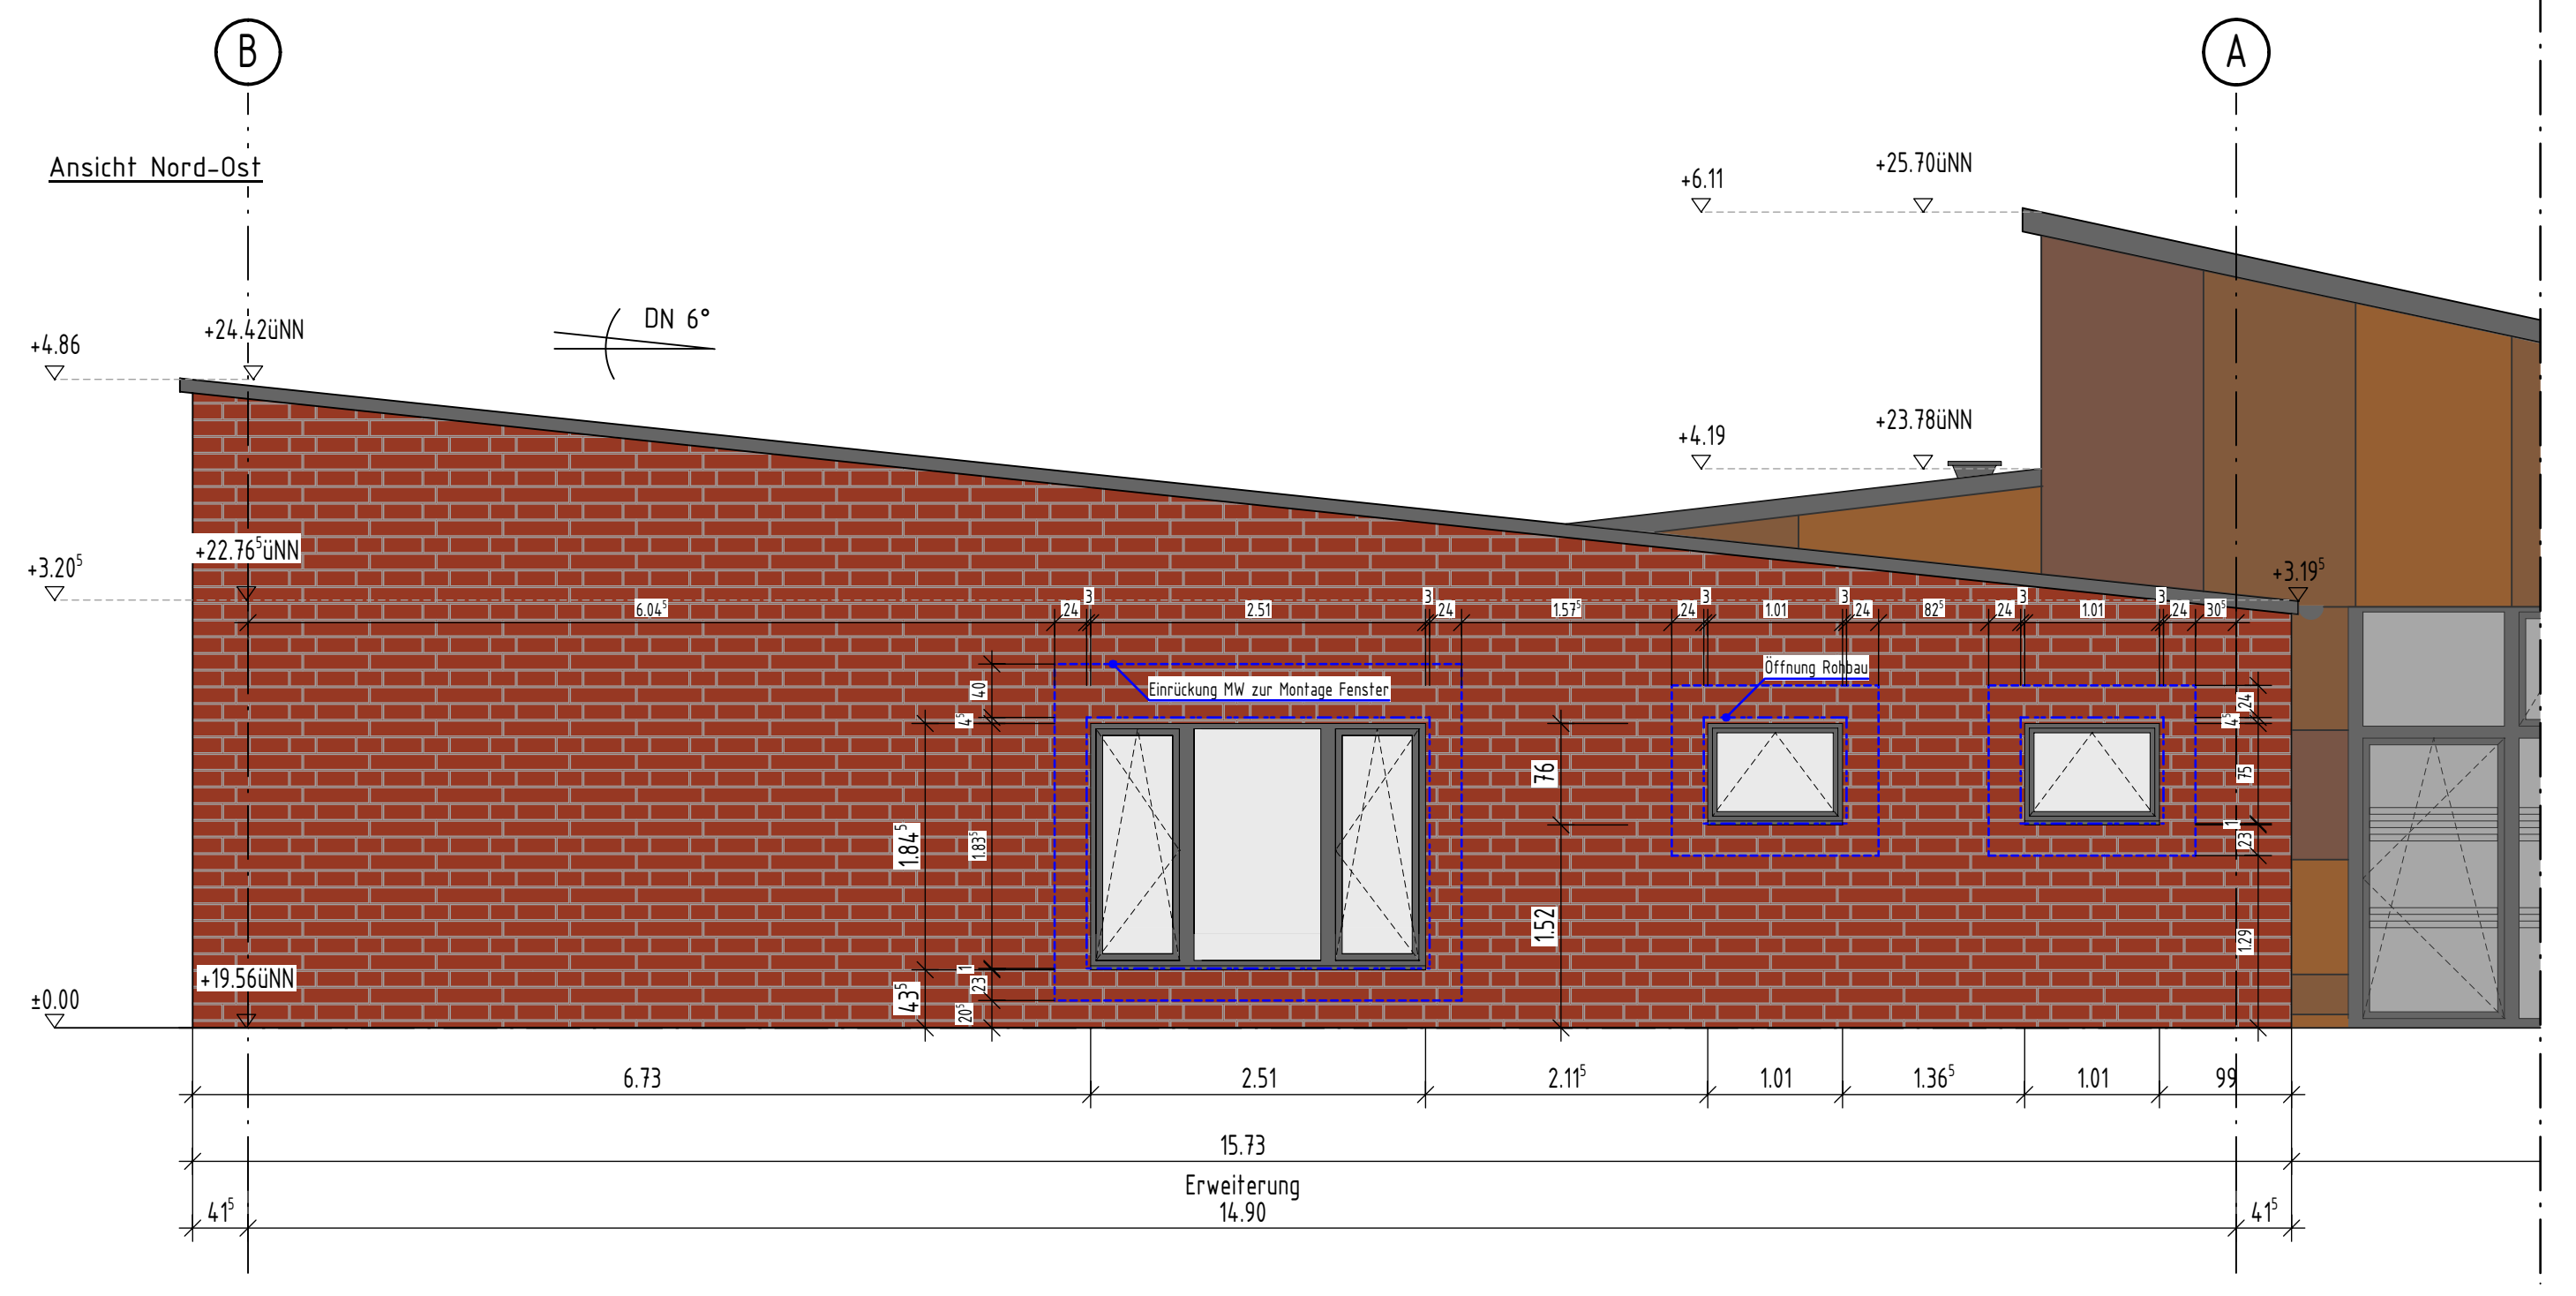 B
A
Ansicht Nord-Ost
+25.70üNN
+6.11
DN 6°
+24.42üNN
+4.86
+23.78üNN
+4.19
+22.76⁵üNN
+3.20⁵
+3.19⁵
6.04⁵ 24 3 2.51 3 24 1.57⁵ 24 3 1.01 3 24 82⁵ 24 3 1.01 3 24 30⁵
Öffnung Rohbau
Einrückung MW zur Montage Fenster
40
4⁵
1.84⁵
1.83⁵
1
23
43⁵
20⁵
76
1.52
24
4⁵
75
1
23
1.29
+19.56üNN
±0.00
6.73 2.51 2.11⁵ 1.01 1.36⁵ 1.01 99
15.73
Erweiterung
41⁵ 14.90 41⁵